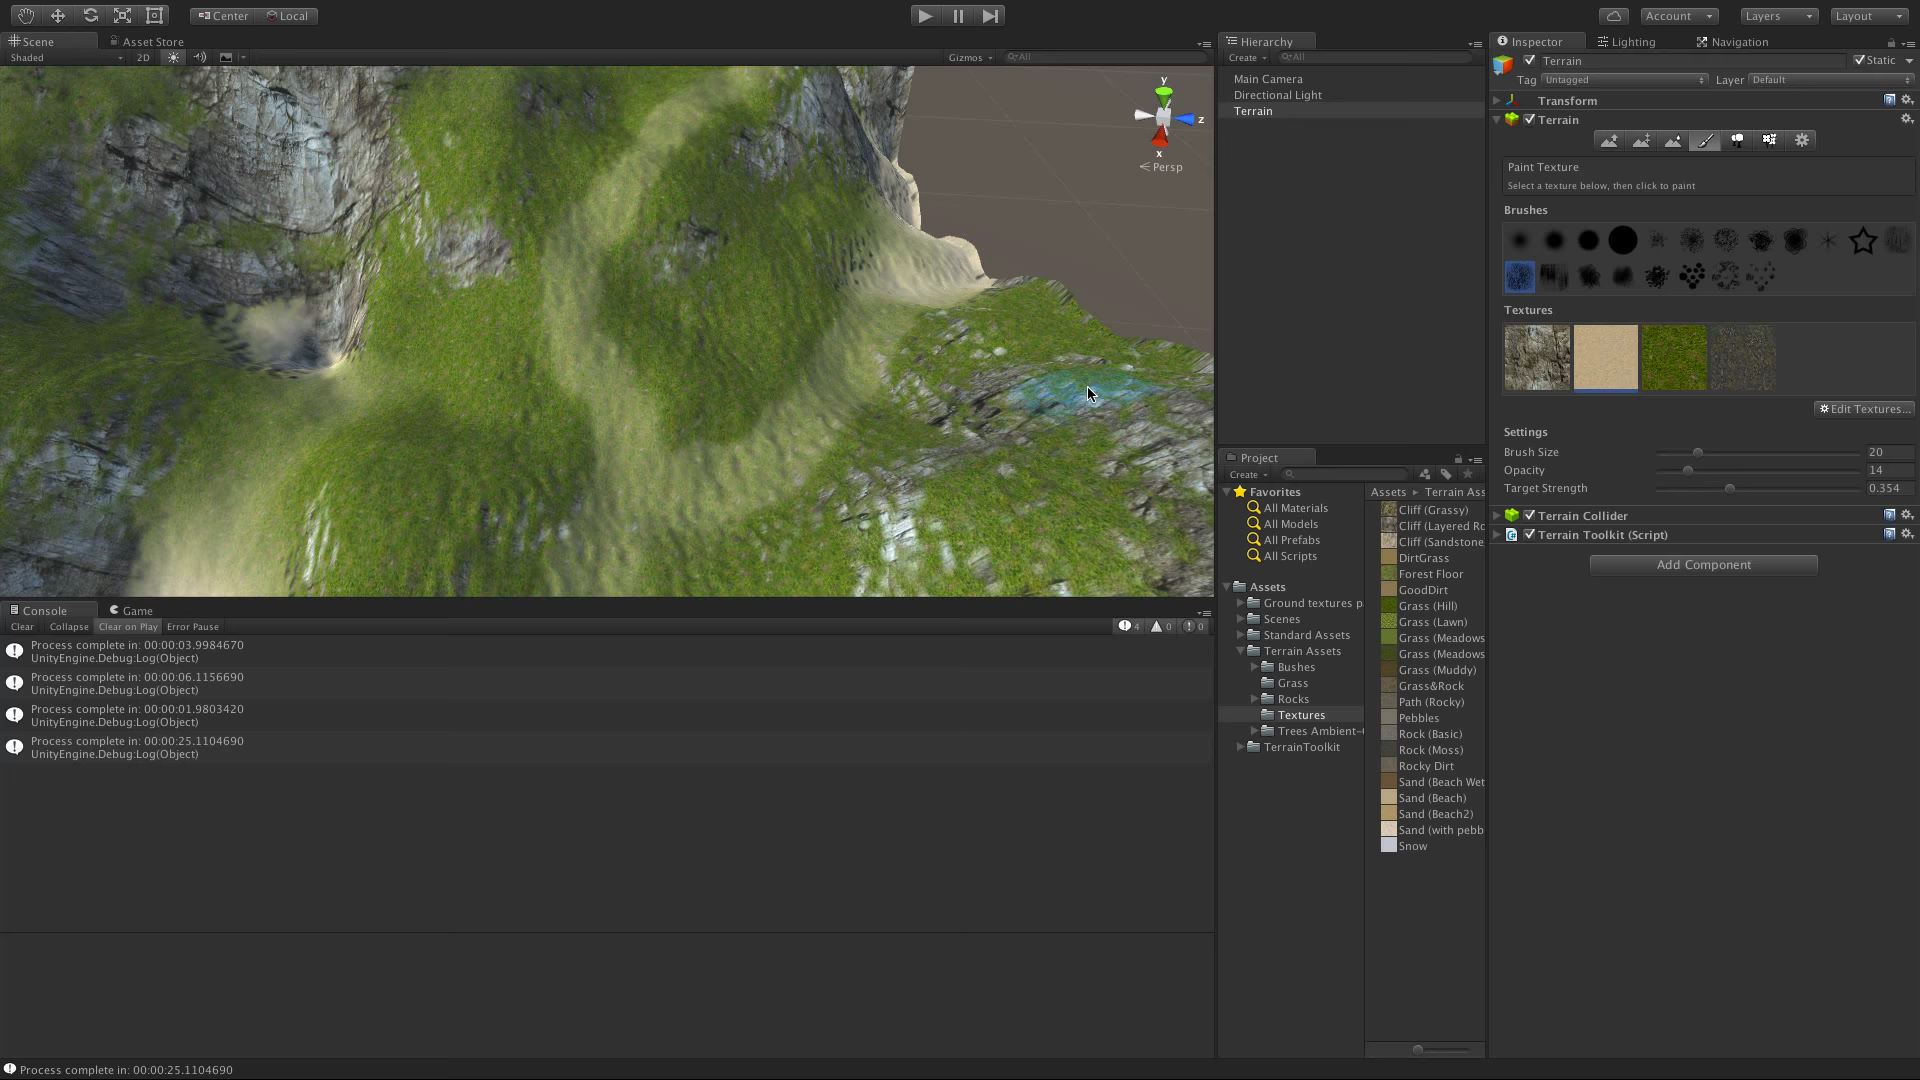 Center
Local
Account
Layers
Layout
Scene
Asset Store
Shaded
2D
Gizmos
All
y
z
x
Persp
Console
Game
Clear
Collapse
Clear on Play
Error Pause
4
0
0
Process complete in: 00:00:03.9984670
UnityEngine.Debug:Log(Object)
Process complete in: 00:00:06.1156690
UnityEngine.Debug:Log(Object)
Process complete in: 00:00:01.9803420
UnityEngine.Debug:Log(Object)
Process complete in: 00:00:25.1104690
UnityEngine.Debug:Log(Object)
Process complete in: 00:00:25.1104690
Hierarchy
Create
All
Main Camera
Directional Light
Terrain
Project
Create
Favorites
All Materials
All Models
All Prefabs
All Scripts
Assets
Ground textures p
Scenes
Standard Assets
Terrain Assets
Bushes
Grass
Rocks
Textures
Trees Ambient-
TerrainToolkit
Assets ▸ Terrain Ass
Cliff (Grassy)
Cliff (Layered Ro
Cliff (Sandstone
DirtGrass
Forest Floor
GoodDirt
Grass (Hill)
Grass (Lawn)
Grass (Meadows
Grass (Meadows
Grass (Muddy)
Grass&Rock
Path (Rocky)
Pebbles
Rock (Basic)
Rock (Moss)
Rocky Dirt
Sand (Beach Wet
Sand (Beach)
Sand (Beach2)
Sand (with pebb
Snow
Inspector
Lighting
Navigation
Terrain
Static
Tag Untagged
Layer Default
Transform
Terrain
Paint Texture
Select a texture below, then click to paint
Brushes
Textures
Edit Textures...
Settings
Brush Size 20
Opacity 14
Target Strength 0.354
Terrain Collider
Terrain Toolkit (Script)
Add Component